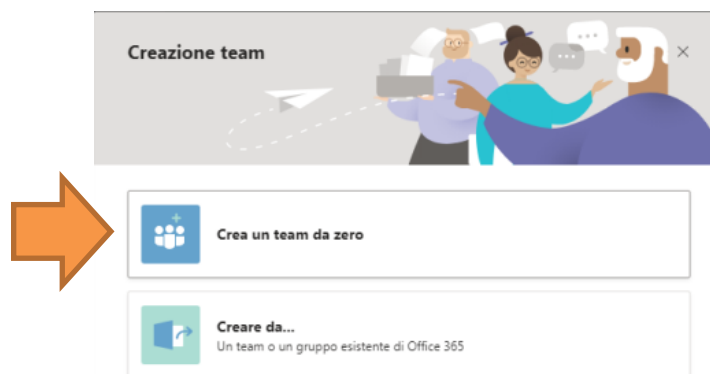 Creazione team
Crea un team da zero
Creare da...
Un team o un gruppo esistente di Office 365